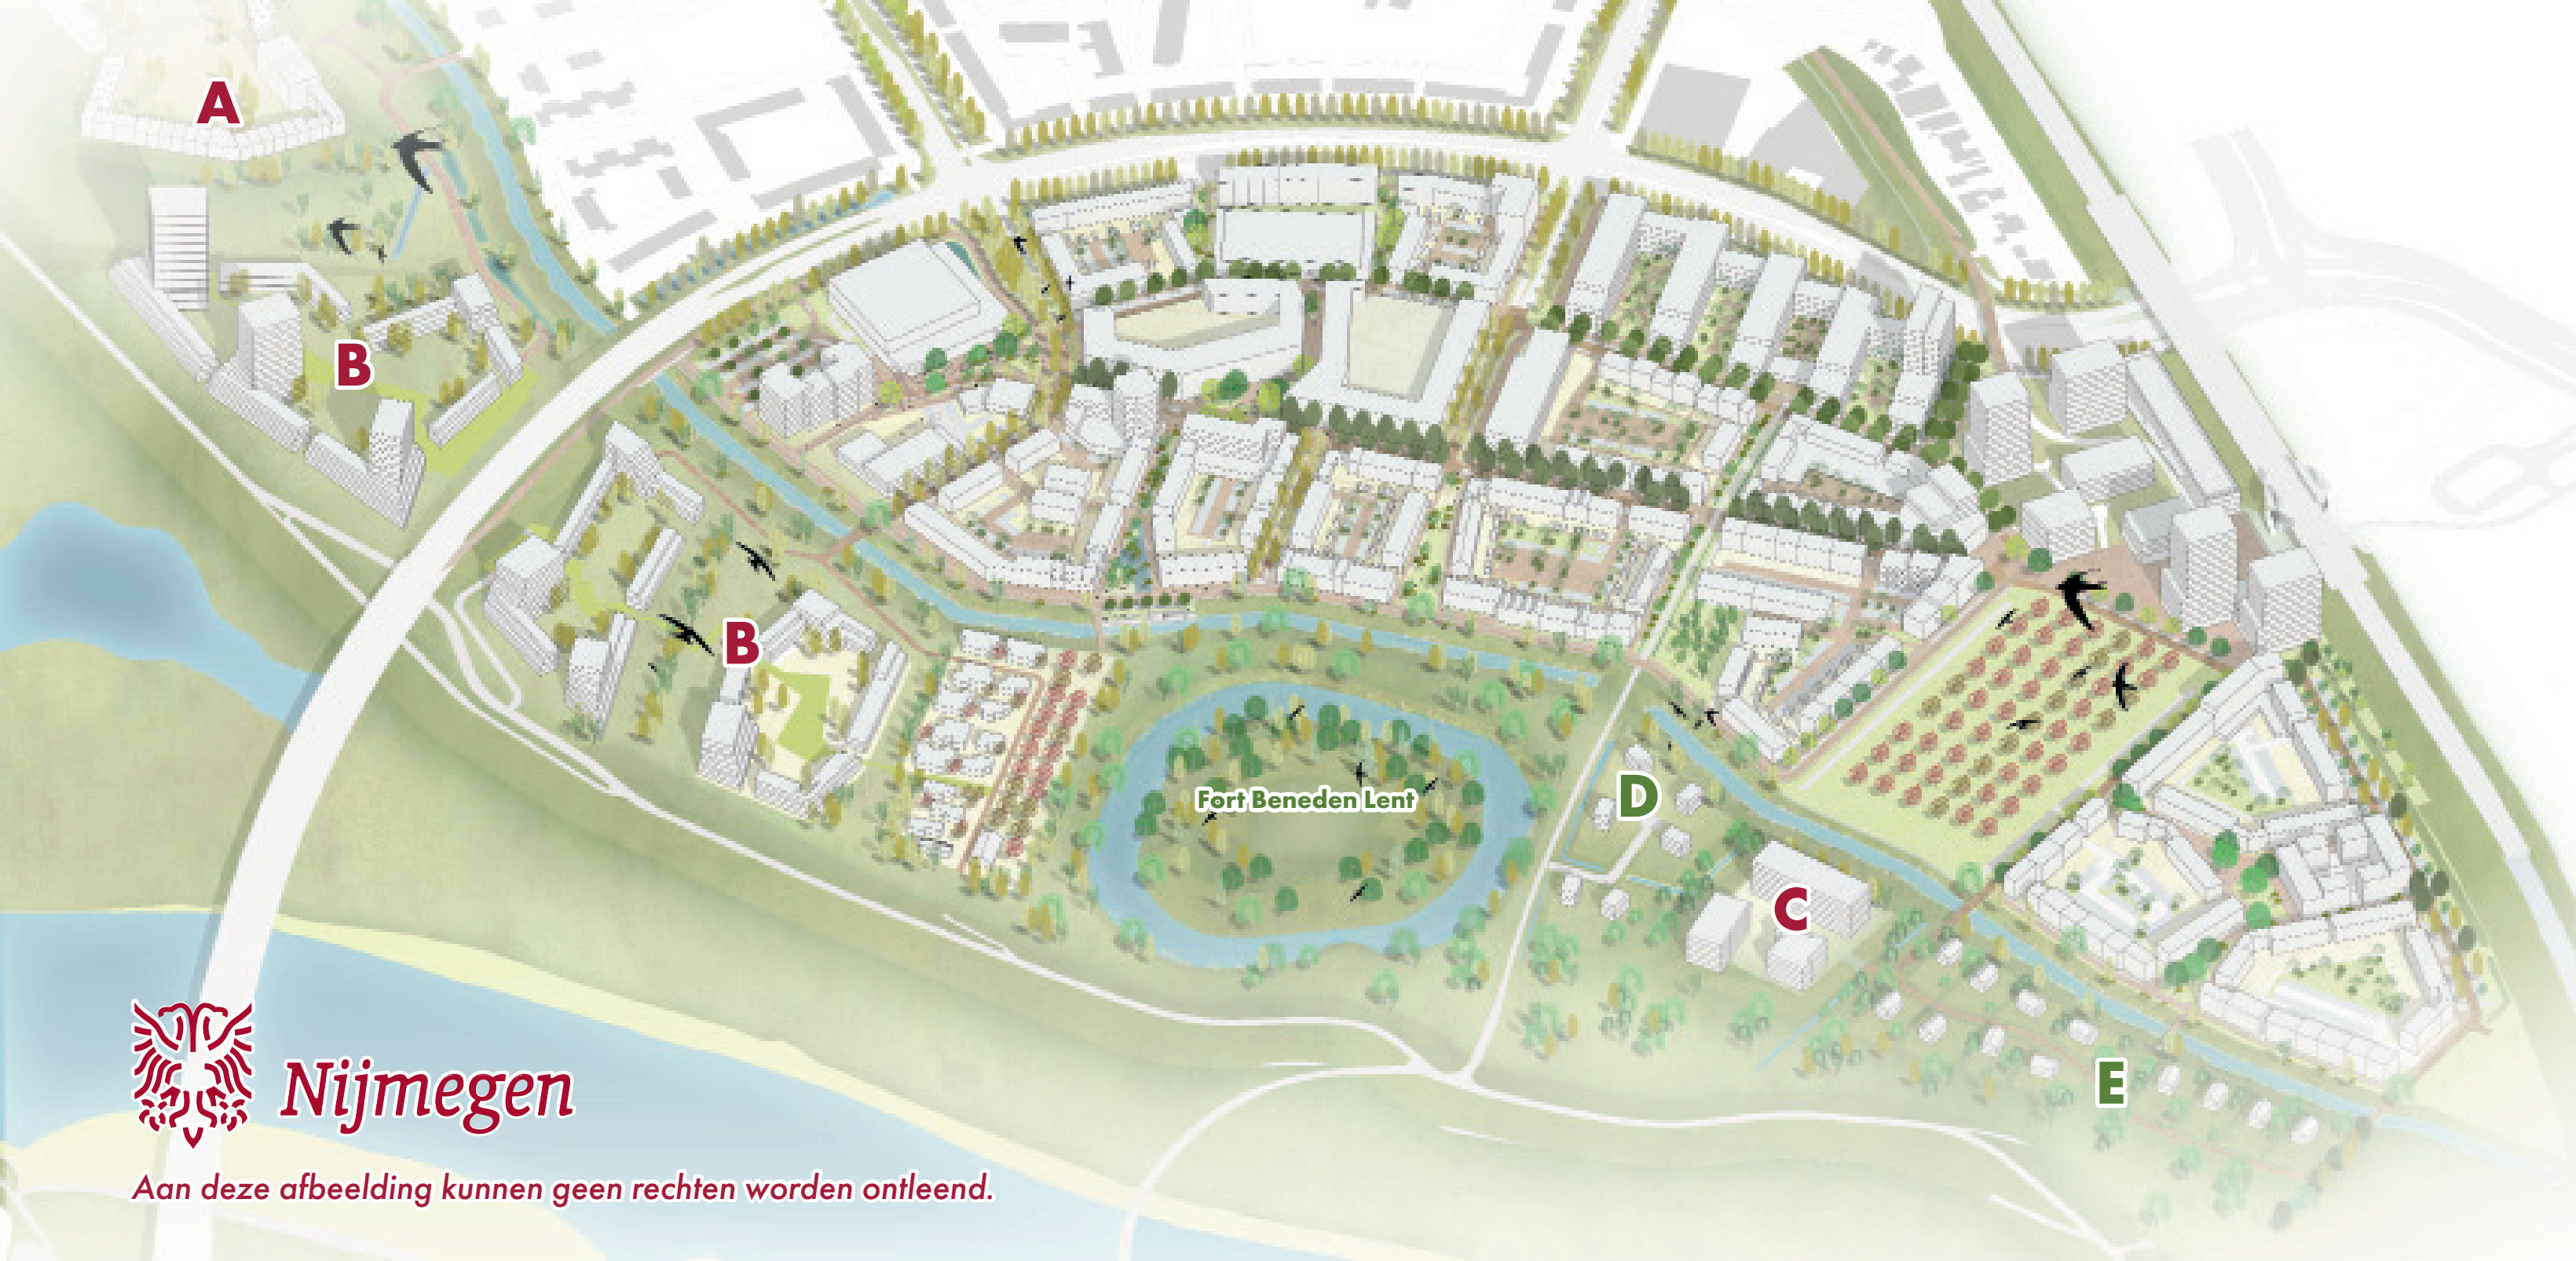 A
B
B
Fort Beneden Lent
D
C
E
Nijmegen
Aan deze afbeelding kunnen geen rechten worden ontleend.